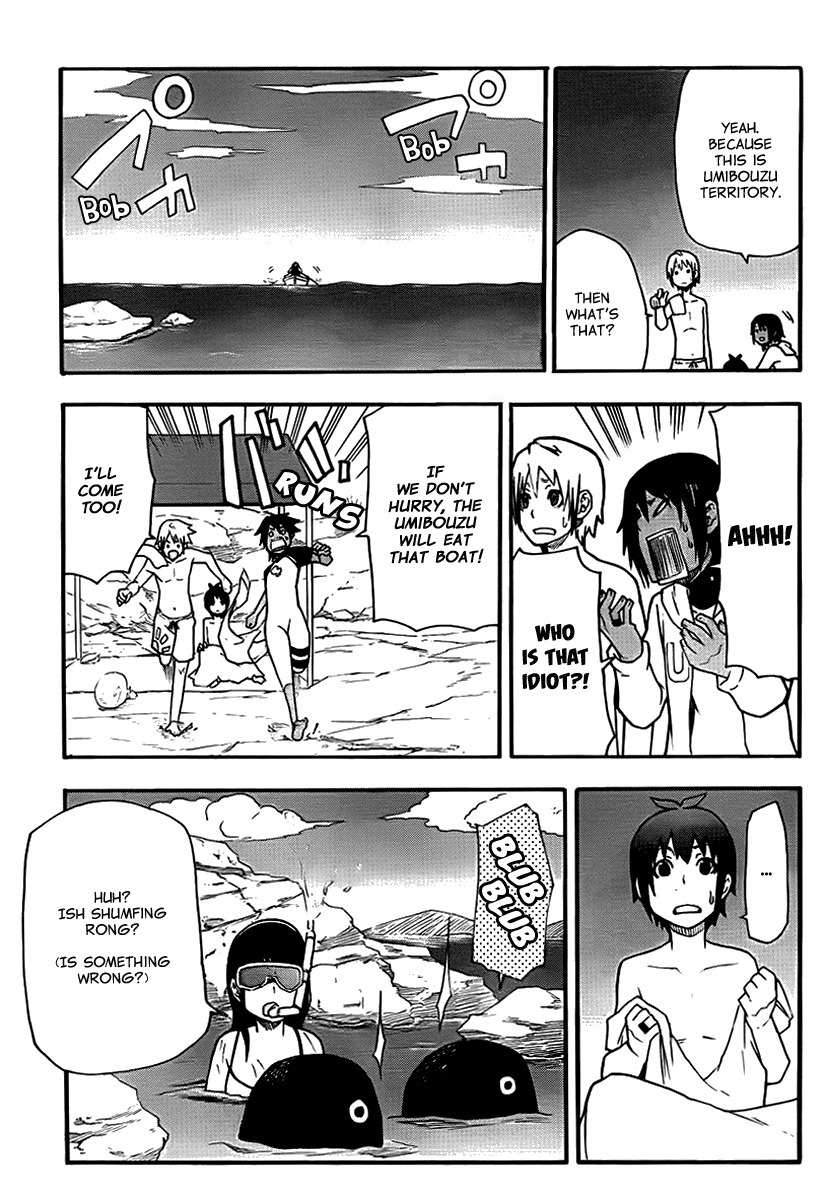 YEAH.
BECAUSE
THIS IS
UMIBOUZU
TERRITORY.
THEN
WHAT'S
THAT?
プカ
BOB
プカ
BOB
AHHH!
WHO
IS THAT
IDIOT?!
IF
WE DON'T
HURRY, THE
UMIBOUZU
WILL EAT
THAT BOAT!
RUNS
I'LL
COME
TOO!
...
BLUB
BLUB
HUH?
ISH SHUMFING
RONG?
(IS SOMETHING
WRONG?)